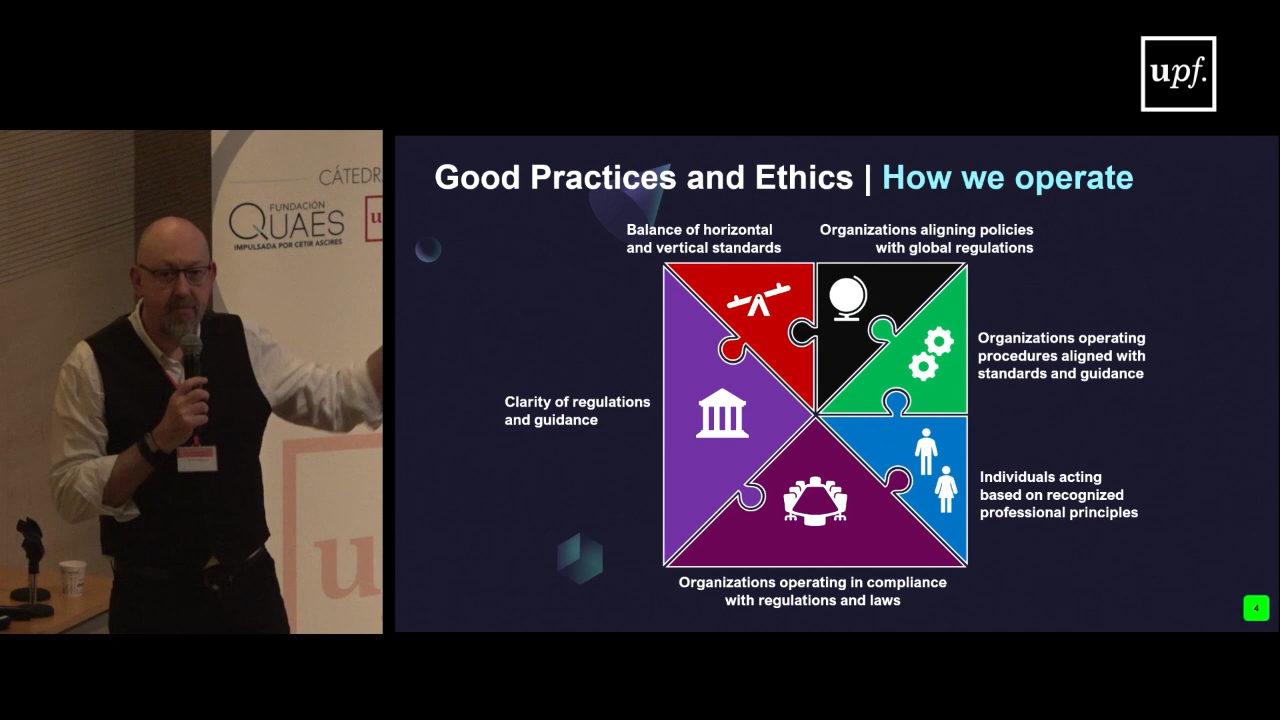 upf.
CÁTEDR
FUNDACIÓN
QUAES
IMPULSADA POR CETIR ASCIRES
u
u
Good Practices and Ethics | How we operate
Balance of horizontal
and vertical standards
Organizations aligning policies
with global regulations
Organizations operating
procedures aligned with
standards and guidance
Clarity of regulations
and guidance
Individuals acting
based on recognized
professional principles
Organizations operating in compliance
with regulations and laws
4